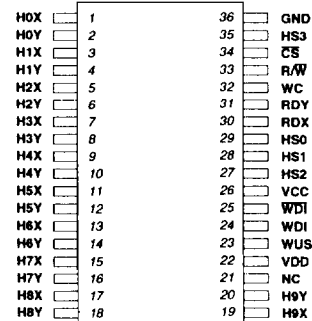 H0X 1 36 GND
H0Y 2 35 HS3
H1X 3 34 C̅S̅
H1Y 4 33 R/W̅
H2X 5 32 WC
H2Y 6 31 RDY
H3X 7 30 RDX
H3Y 8 29 HS0
H4X 9 28 HS1
H4Y 10 27 HS2
H5X 11 26 VCC
H5Y 12 25 W̅D̅I̅
H6X 13 24 WDI
H6Y 14 23 WUS
H7X 15 22 VDD
H7Y 16 21 NC
H8X 17 20 H9Y
H8Y 18 19 H9X